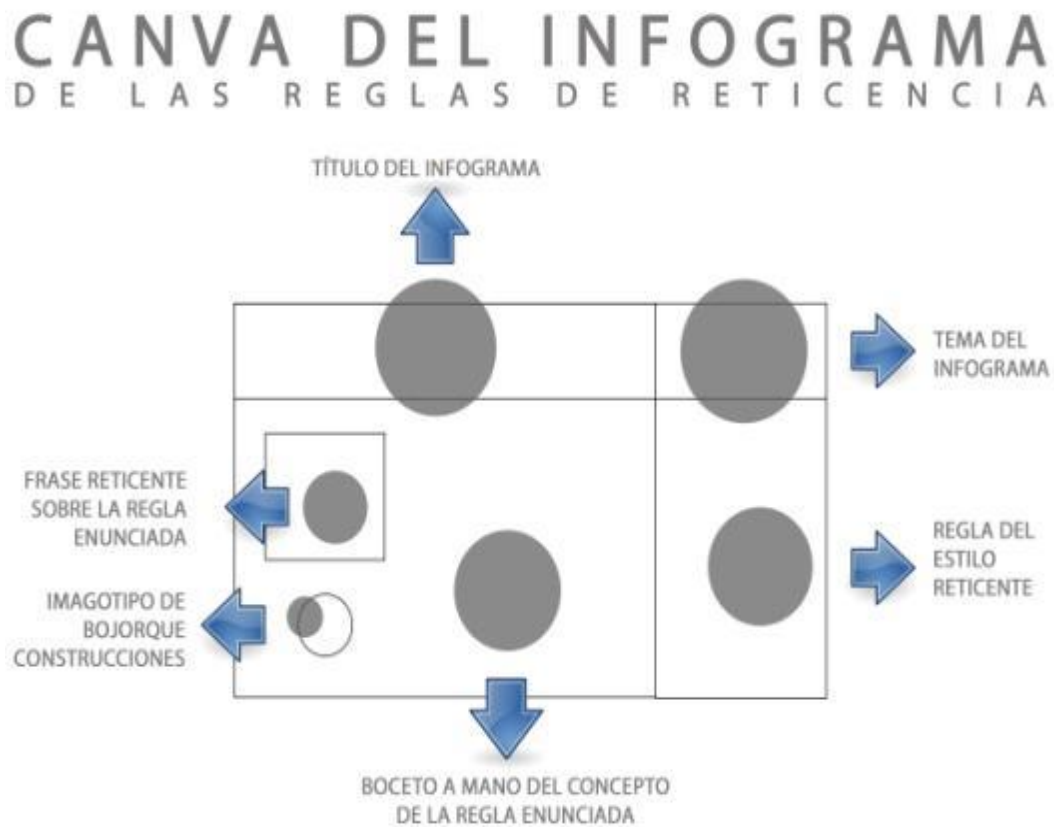 CANVA DEL INFOGRAMA
DE LAS REGLAS DE RETICENCIA
TÍTULO DEL INFOGRAMA
TEMA DEL
INFOGRAMA
FRASE RETICENTE
SOBRE LA REGLA
ENUNCIADA
REGLA DEL
ESTILO
RETICENTE
IMAGOTIPO DE
BOJORQUE
CONSTRUCCIONES
BOCETO A MANO DEL CONCEPTO
DE LA REGLA ENUNCIADA